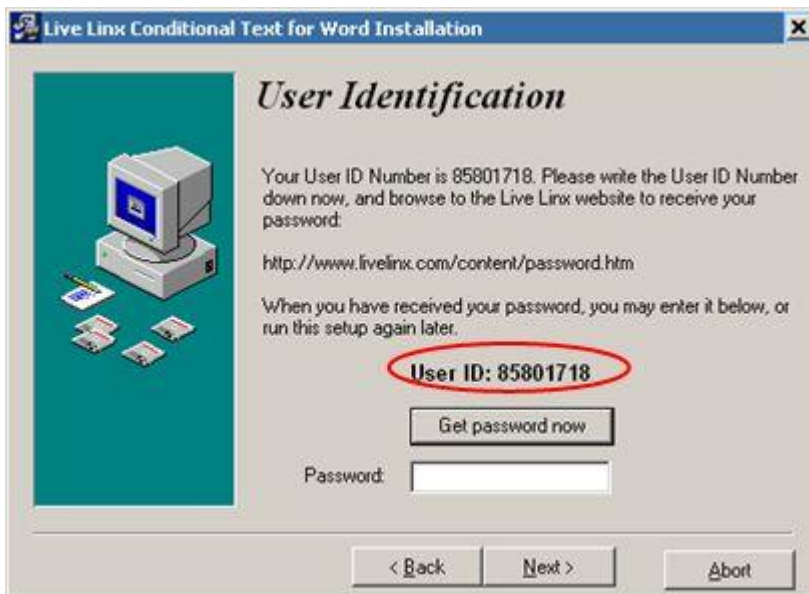 Live Linx Conditional Text for Word Installation
User Identification
Your User ID Number is 85801718. Please write the User ID Number
down now, and browse to the Live Linx website to receive your
password:
http://www.livelinx.com/content/password.htm
When you have received your password, you may enter it below, or
run this setup again later.
User ID: 85801718
Get password now
Password:
< Back
Next >
Abort